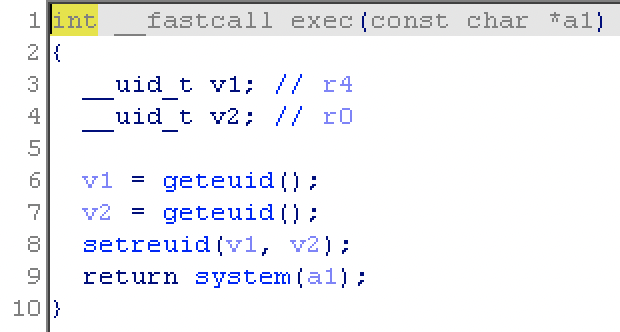 1 int __fastcall exec(const char *a1)
2 {
3   __uid_t v1; // r4
4   __uid_t v2; // r0
5
6   v1 = geteuid();
7   v2 = geteuid();
8   setreuid(v1, v2);
9   return system(a1);
10 }